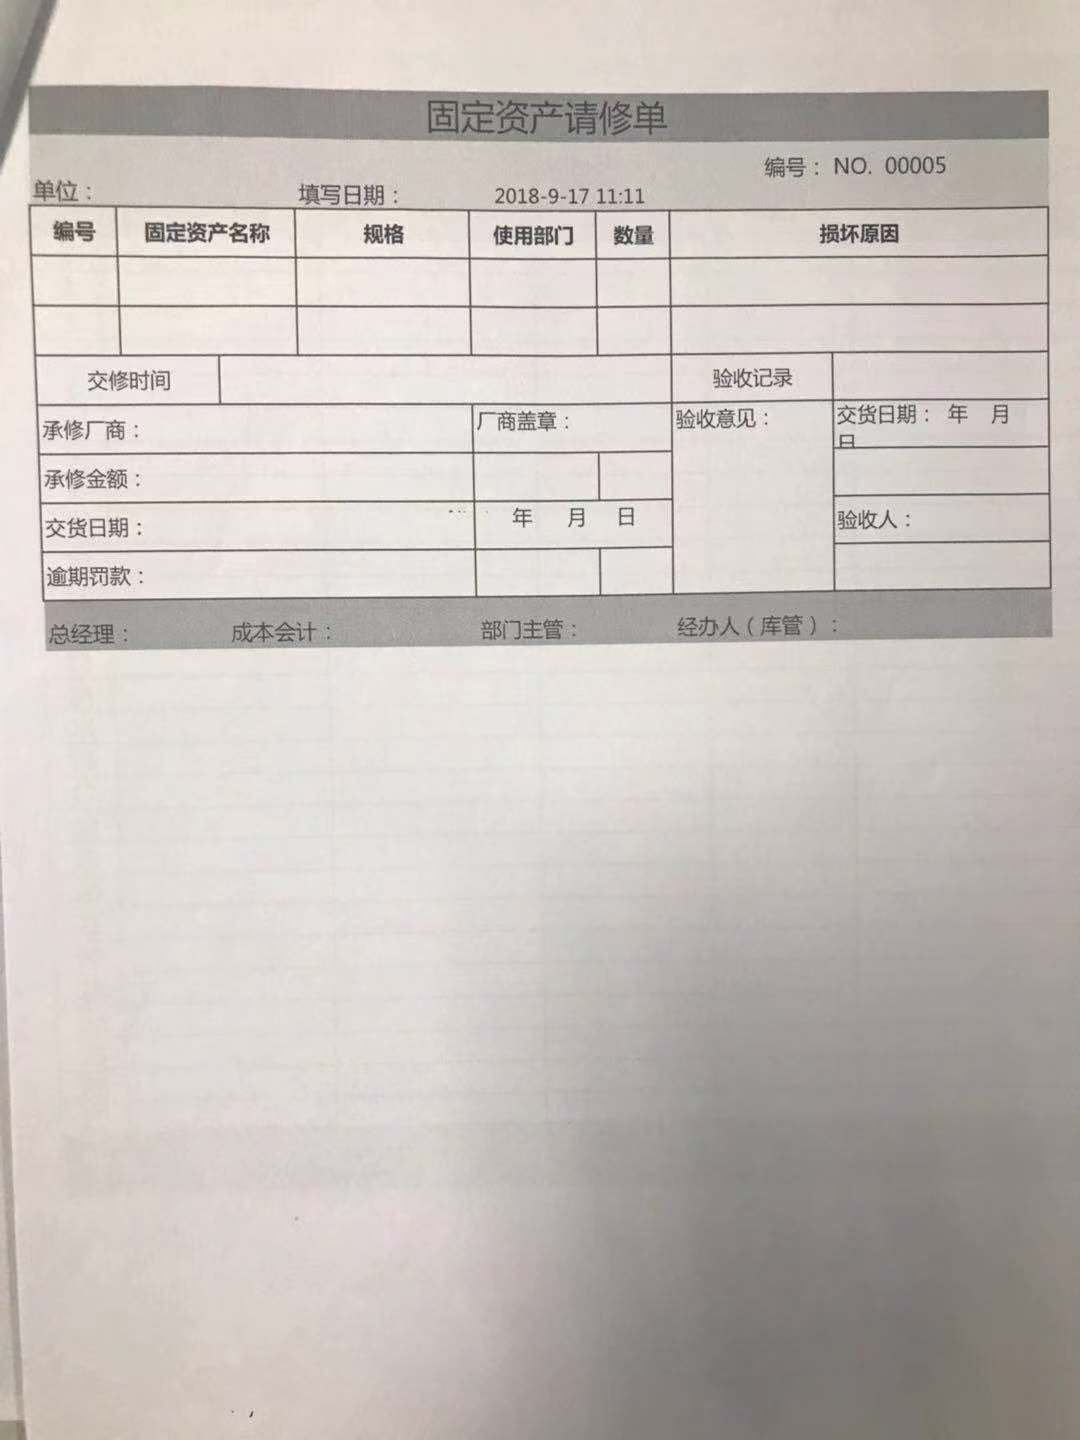 固定资产请修单
编号： NO. 00005
单位： 填写日期： 2018-9-17 11:11
编号 固定资产名称 规格 使用部门 数量 损坏原因
交修时间 验收记录
承修厂商： 厂商盖章： 验收意见： 交货日期： 年 月
日
承修金额：
交货日期： 年 月 日 验收人：
逾期罚款：
总经理： 成本会计： 部门主管： 经办人（库管）：